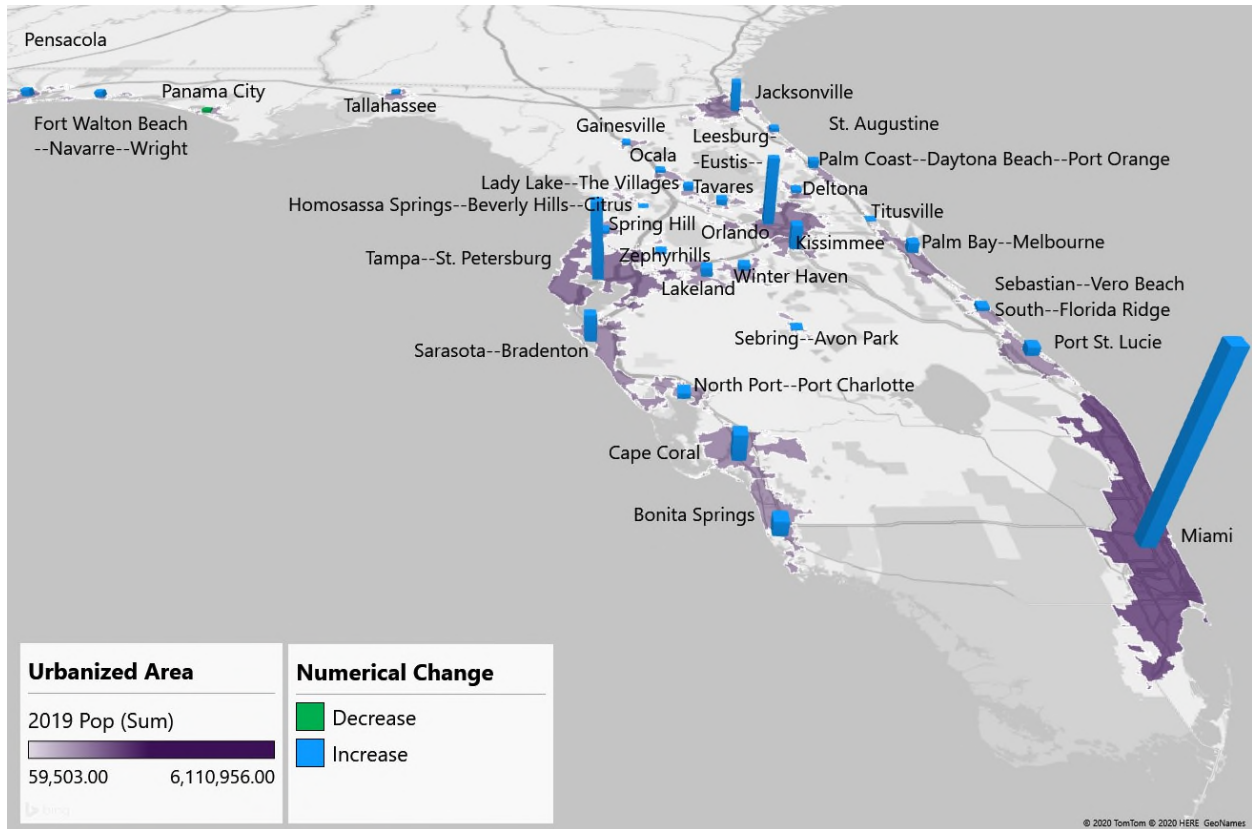 Pensacola
Panama City
Tallahassee
Fort Walton Beach
--Navarre--Wright
Jacksonville
St. Augustine
Gainesville
Leesburg-
-Eustis--
Tavares
Ocala
Palm Coast--Daytona Beach--Port Orange
Lady Lake--The Villages
Deltona
Homosassa Springs--Beverly Hills--Citrus
Titusville
Spring Hill
Orlando
Kissimmee
Palm Bay--Melbourne
Tampa--St. Petersburg
Zephyrhills
Winter Haven
Lakeland
Sebastian--Vero Beach
South--Florida Ridge
Sebring--Avon Park
Port St. Lucie
Sarasota--Bradenton
North Port--Port Charlotte
Cape Coral
Bonita Springs
Miami
Urbanized Area
2019 Pop (Sum)
59,503.00 6,110,956.00
bing
Numerical Change
Decrease
Increase
© 2020 TomTom © 2020 HERE GeoNames